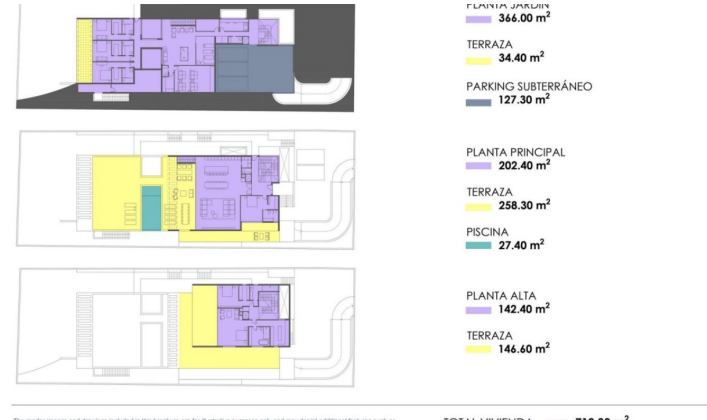 PLANTA JARDÍN
366.00 m²
TERRAZA
34.40 m²
PARKING SUBTERRÁNEO
127.30 m²
PLANTA PRINCIPAL
202.40 m²
TERRAZA
258.30 m²
PISCINA
27.40 m²
PLANTA ALTA
142.40 m²
TERRAZA
146.60 m²
TOTAL VIVIENDA